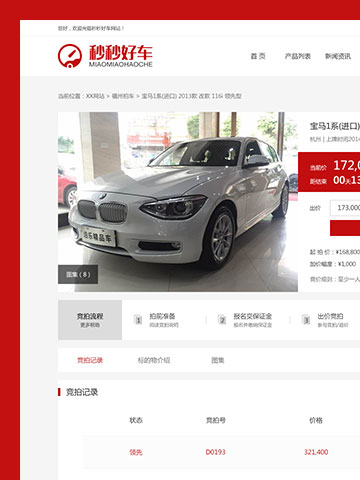 您好，欢迎光临秒秒好车网站！
秒秒好车
MIAOMIAOHAOCHE
首 页
产品列表
新闻资讯
当前位置：XX网站 > 福州拍车 > 宝马1系(进口) 2013款 改款 116i 领先型
宝马1系(进口)
杭州 | 上牌时间2014
当前价 172,0
距结束 00天13
出价 173,000
起 拍 价：¥168,800
加价幅度：¥1,000
竞价规则：至少一人
图集（ 8 ）
竞拍流程
更多明细
1 拍前准备
阅读竞拍说明
2 报名交保证金
报名并缴纳保证金
3 出价竞拍
参与竞拍/追价
竞拍记录
标的物介绍
图集
竞拍记录
状态
竞拍号
价格
领先
D0193
321,400